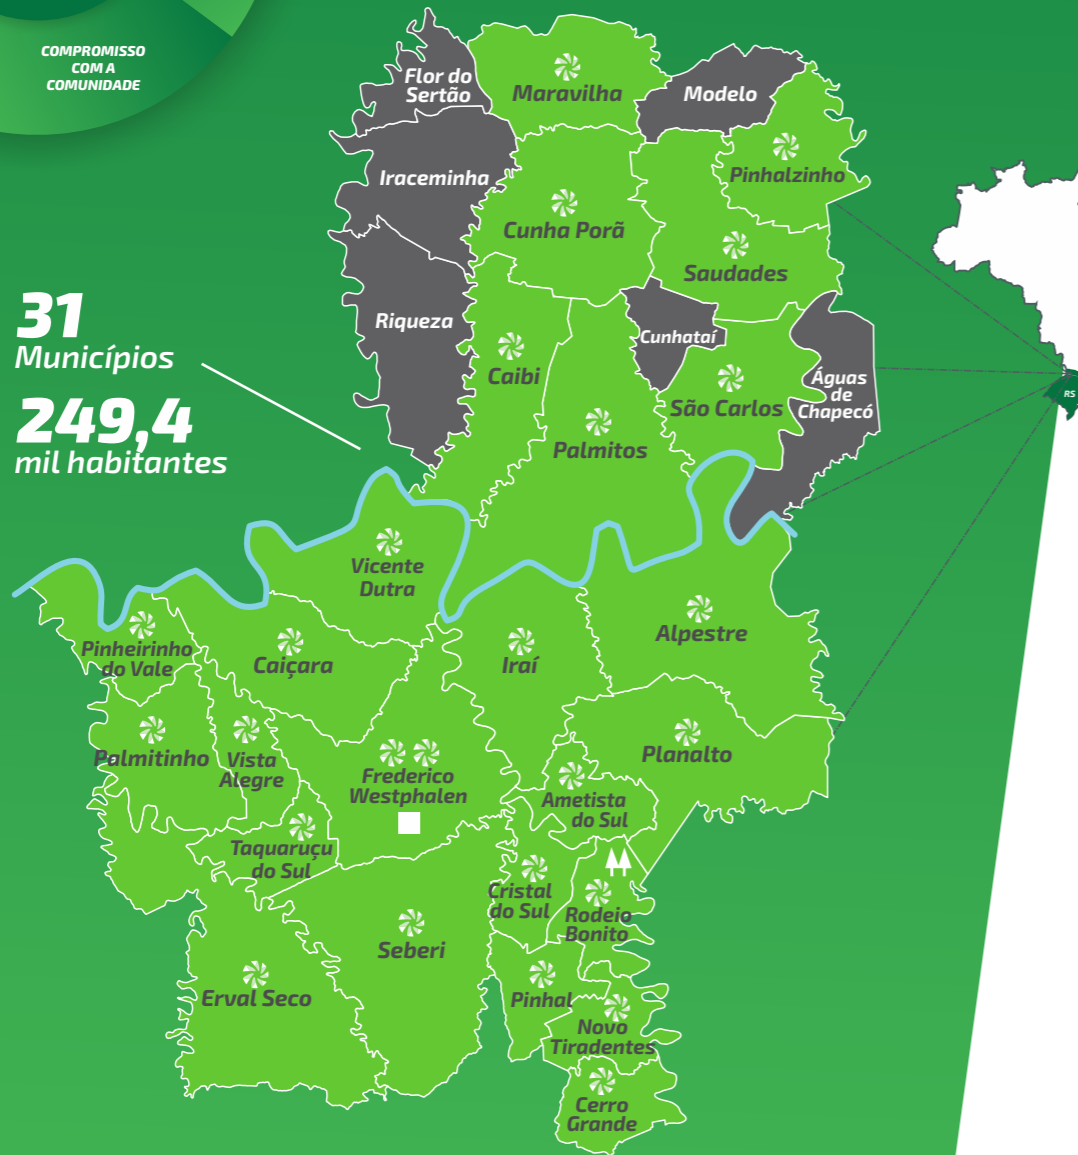 COMPROMISSO
COM A
COMUNIDADE
31
Municípios
249,4
mil habitantes
Flor do
Sertão
Maravilha
Modelo
Iraceminha
Pinhalzinho
Cunha Porã
Saudades
Riqueza
Cunhataí
Caibi
Águas
de
Chapecó
São Carlos
Palmitos
RS
Vicente
Dutra
Pinheirinho
do Vale
Caiçara
Iraí
Alpestre
Palmitinho
Vista
Alegre
Frederico
Westphalen
Planalto
Ametista
do Sul
Taquaruçu
do Sul
Cristal
do Sul
Rodeio
Bonito
Seberi
Erval Seco
Pinhal
Novo
Tiradentes
Cerro
Grande